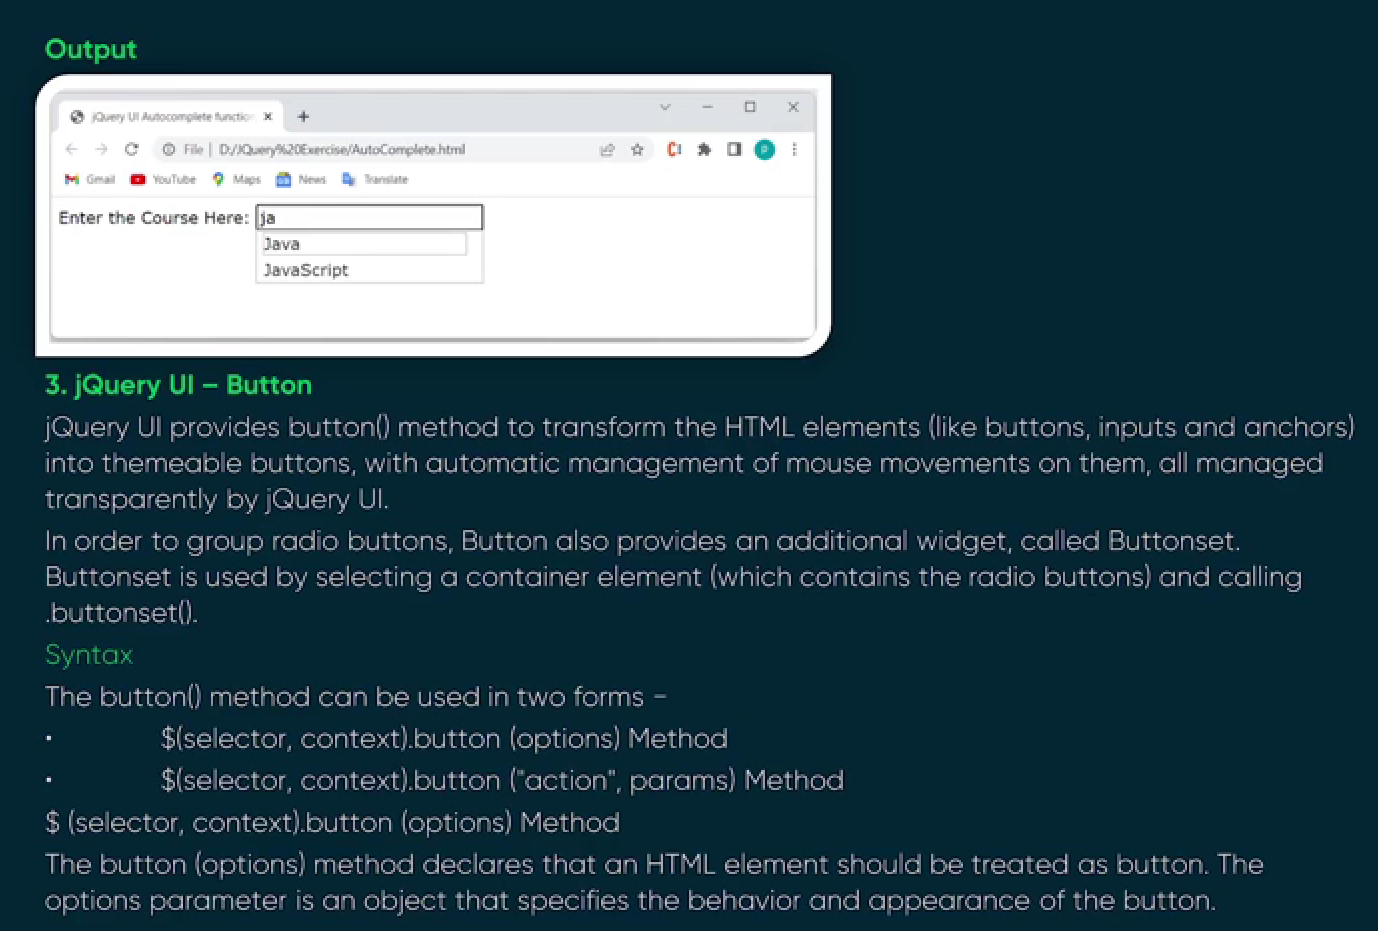 Output
jQuery UI Autocomplete functio
File | D:/JQuery%20Exercise/AutoComplete.html
Gmail YouTube Maps News Translate
Enter the Course Here: ja
Java
JavaScript
3. jQuery UI – Button
jQuery UI provides button() method to transform the HTML elements (like buttons, inputs and anchors)
into themeable buttons, with automatic management of mouse movements on them, all managed
transparently by jQuery UI.
In order to group radio buttons, Button also provides an additional widget, called Buttonset.
Buttonset is used by selecting a container element (which contains the radio buttons) and calling
.buttonset().
Syntax
The button() method can be used in two forms –
• $(selector, context).button (options) Method
• $(selector, context).button ("action", params) Method
$ (selector, context).button (options) Method
The button (options) method declares that an HTML element should be treated as button. The
options parameter is an object that specifies the behavior and appearance of the button.